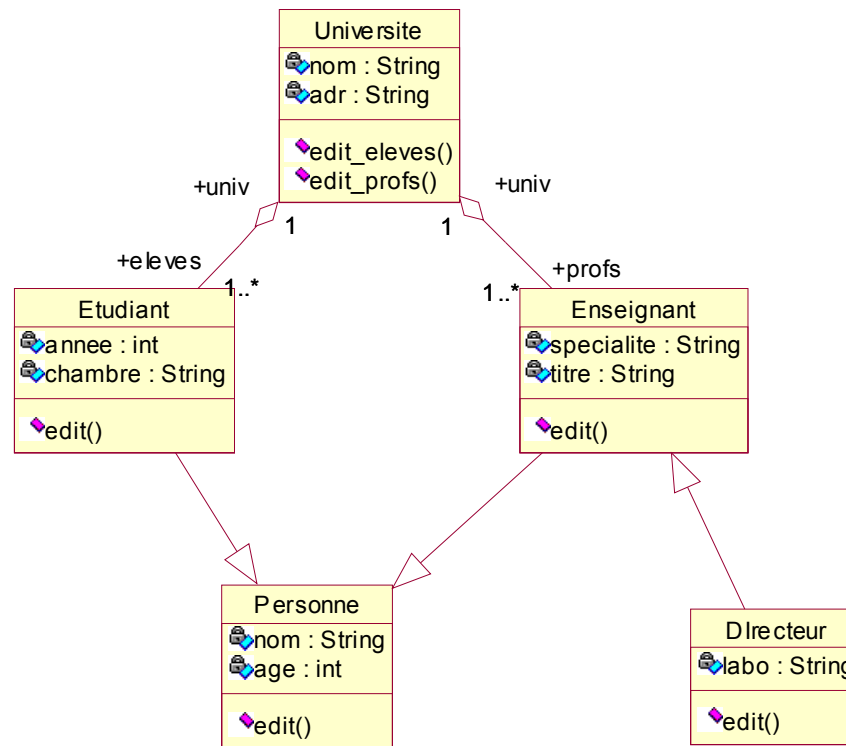 Universite
nom : String
adr : String
edit_eleves()
edit_profs()
+univ
+univ
1
1
+eleves
+profs
1..*
1..*
Etudiant
annee : int
chambre : String
edit()
Enseignant
specialite : String
titre : String
edit()
Personne
nom : String
age : int
edit()
DIrecteur
labo : String
edit()